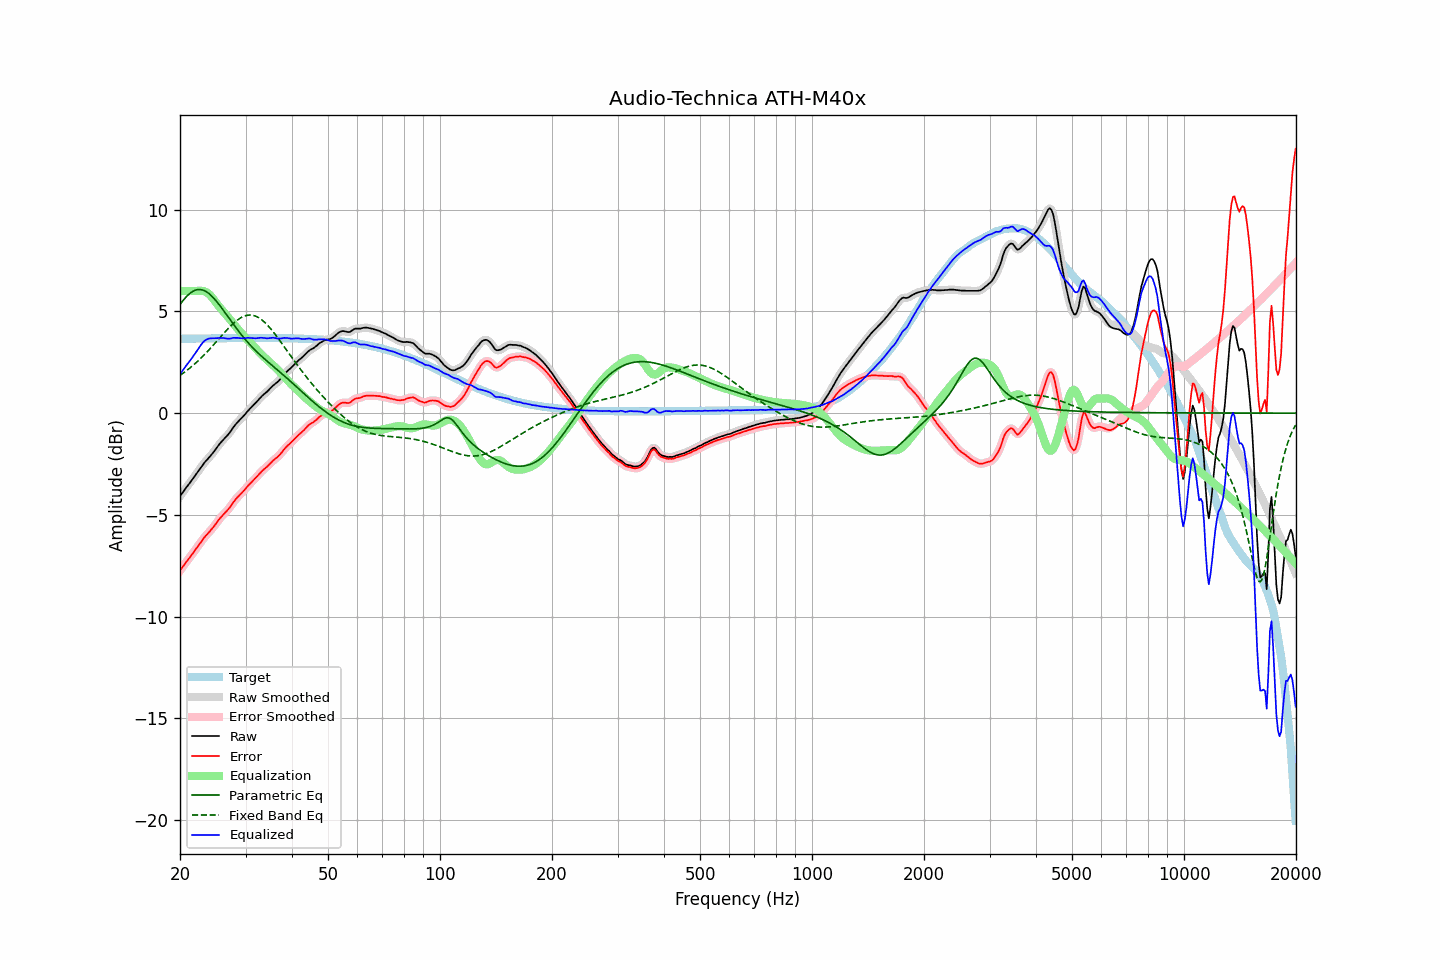 Audio-Technica ATH-M40x
Amplitude (dBr)
10
5
0
−5
−10
−15
−20
Target
Raw Smoothed
Error Smoothed
Raw
Error
Equalization
Parametric Eq
Fixed Band Eq
Equalized
20 50 100 200 500 1000 2000 5000 10000 20000
Frequency (Hz)